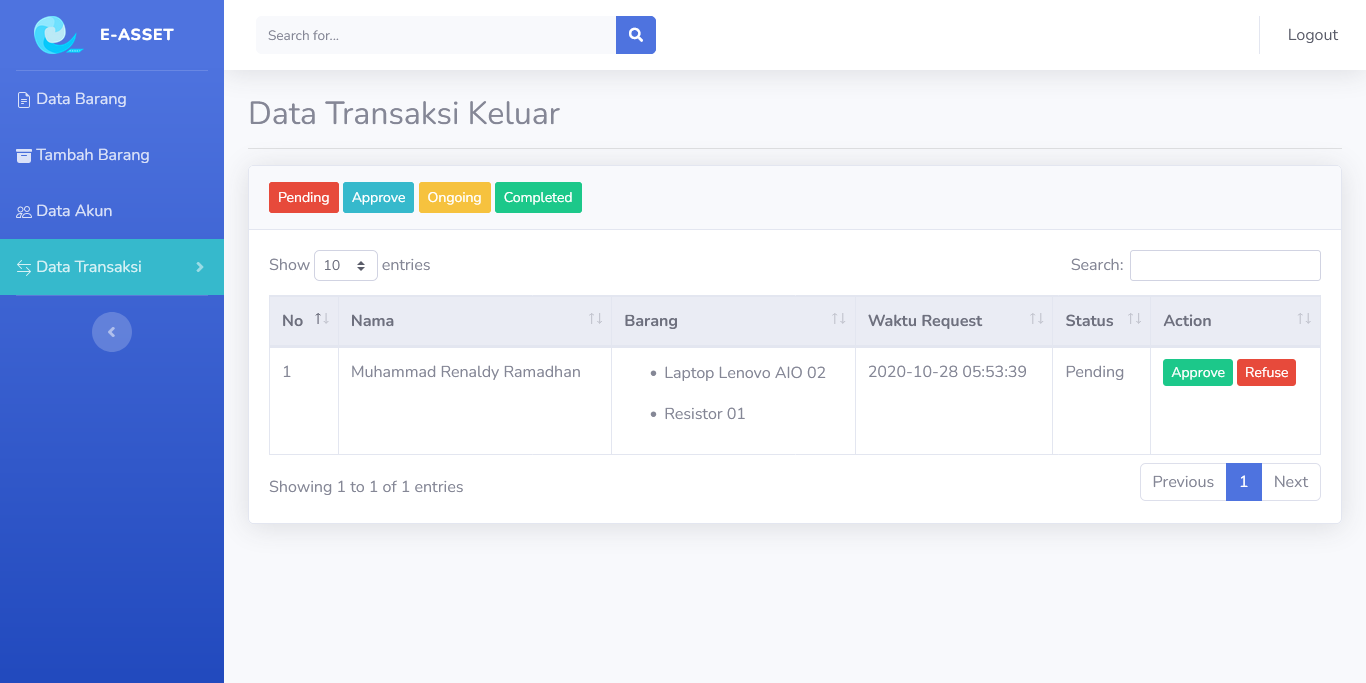 E-ASSET
Search for...
Logout
Data Barang
Tambah Barang
Data Akun
Data Transaksi
Data Transaksi Keluar
Pending Approve Ongoing Completed
Show 10 entries Search:
No Nama Barang Waktu Request Status Action
1 Muhammad Renaldy Ramadhan • Laptop Lenovo AIO 02 2020-10-28 05:53:39 Pending Approve Refuse
• Resistor 01
Showing 1 to 1 of 1 entries Previous 1 Next